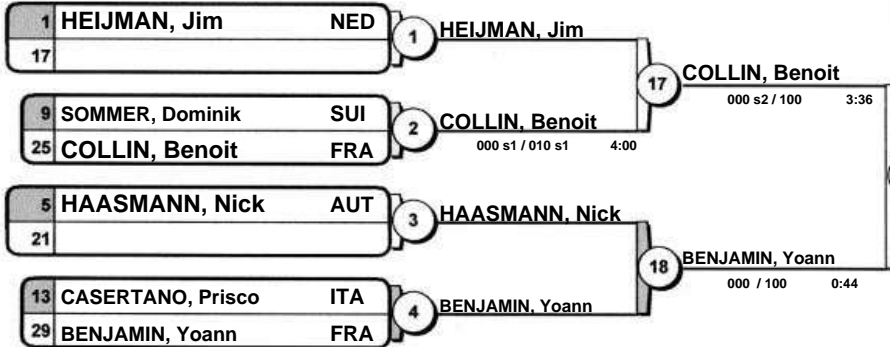 1 HEIJMAN, Jim NED
17
1 HEIJMAN, Jim
9 SOMMER, Dominik SUI
25 COLLIN, Benoit FRA
2 COLLIN, Benoit
000 s1 / 010 s1 4:00
17 COLLIN, Benoit
000 s2 / 100 3:36
5 HAASMANN, Nick AUT
21
3 HAASMANN, Nick
13 CASERTANO, Prisco ITA
29 BENJAMIN, Yoann FRA
4 BENJAMIN, Yoann
18 BENJAMIN, Yoann
000 / 100 0:44